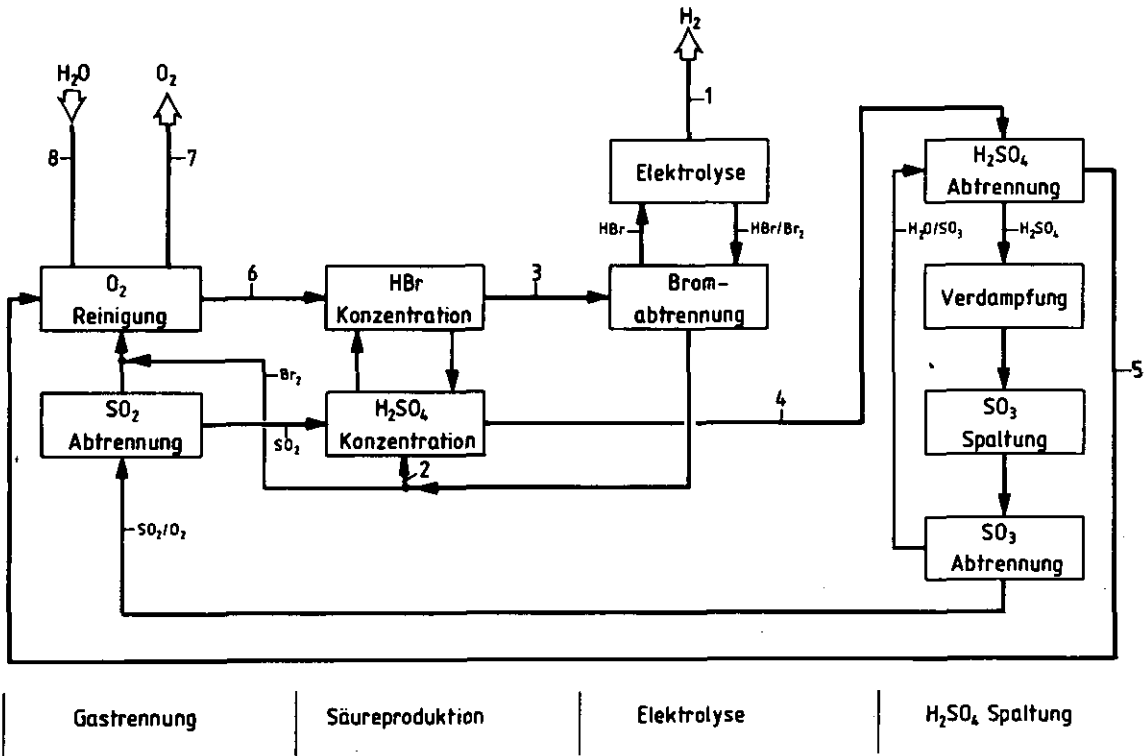 H₂
H₂O
O₂
1
8
7
Elektrolyse
H₂SO₄
Abtrennung
HBr
HBr/Br₂
H₂O/SO₃
H₂SO₄
O₂
Reinigung
6
HBr
Konzentration
3
Brom-
abtrennung
Verdampfung
5
Br₂
SO₂
Abtrennung
SO₂
H₂SO₄
Konzentration
4
SO₃
Spaltung
2
SO₂/O₂
SO₃
Abtrennung
Gastrennung
Säureproduktion
Elektrolyse
H₂SO₄ Spaltung